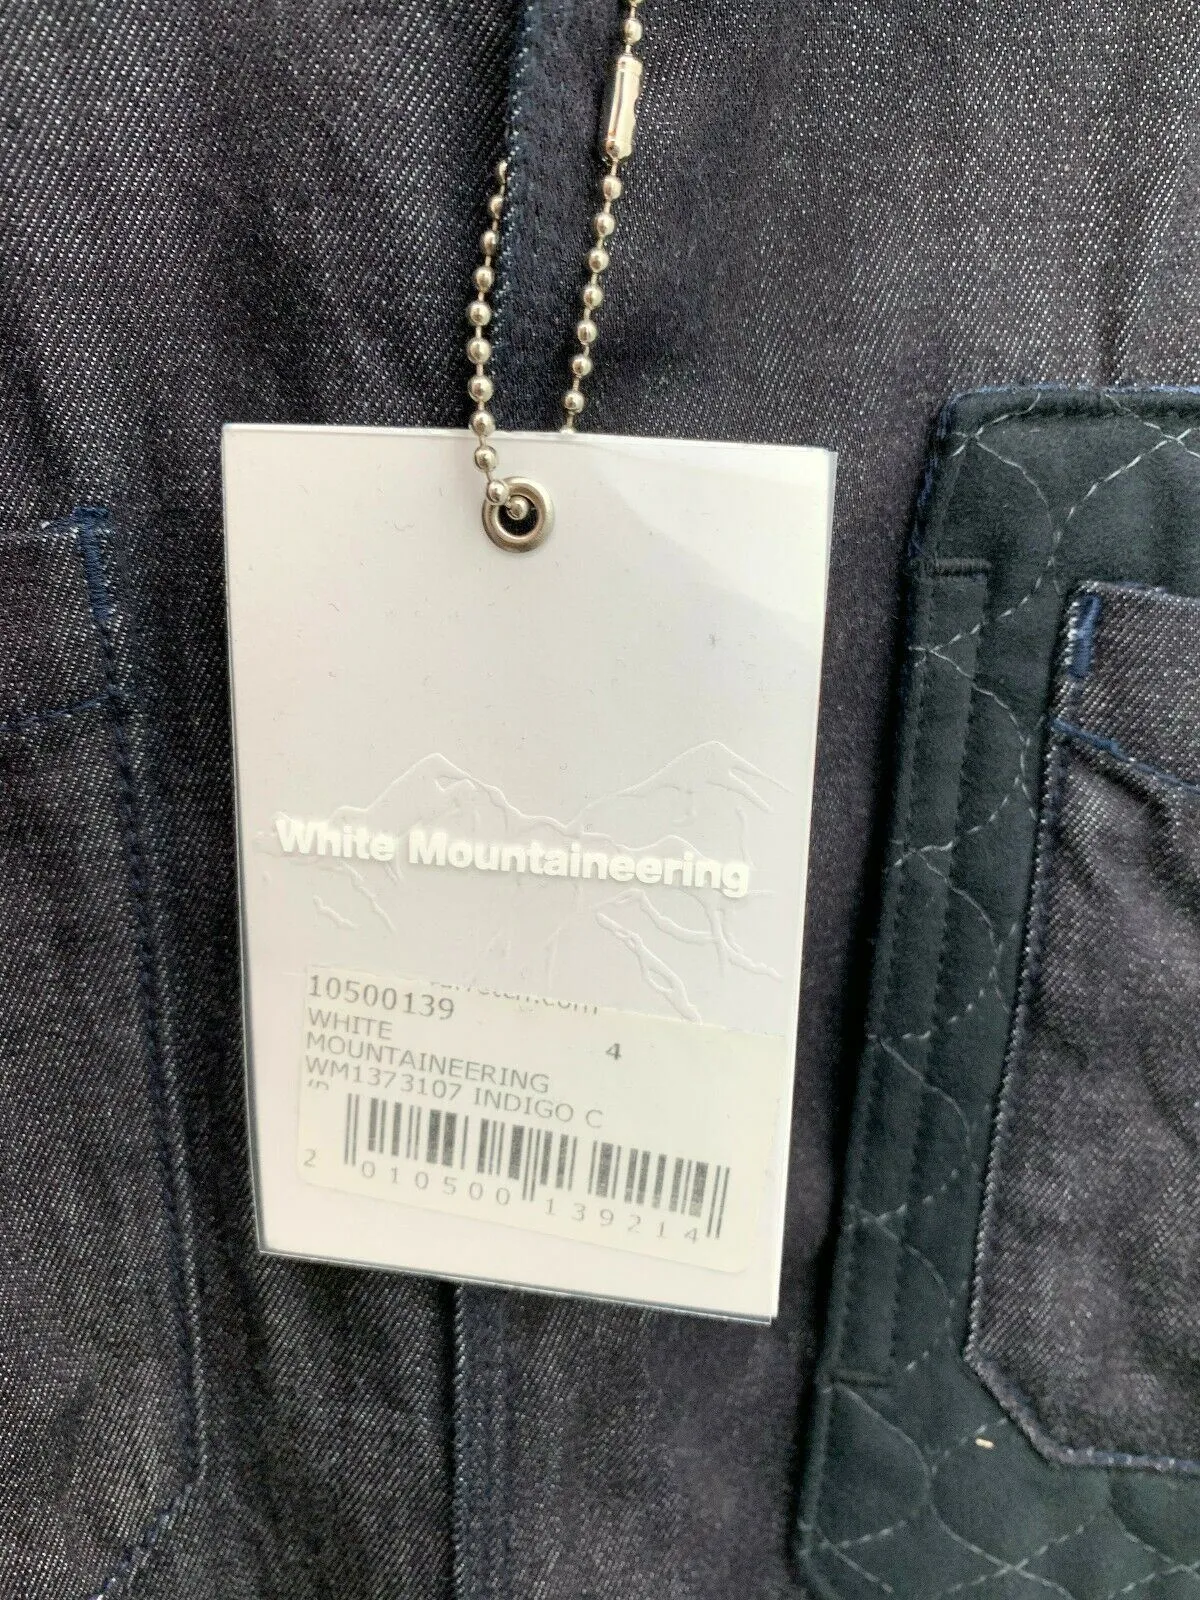 White Mountaineering
10500139
WHITE 4
MOUNTAINEERING
WM1373107 INDIGO C
2 010500 139214